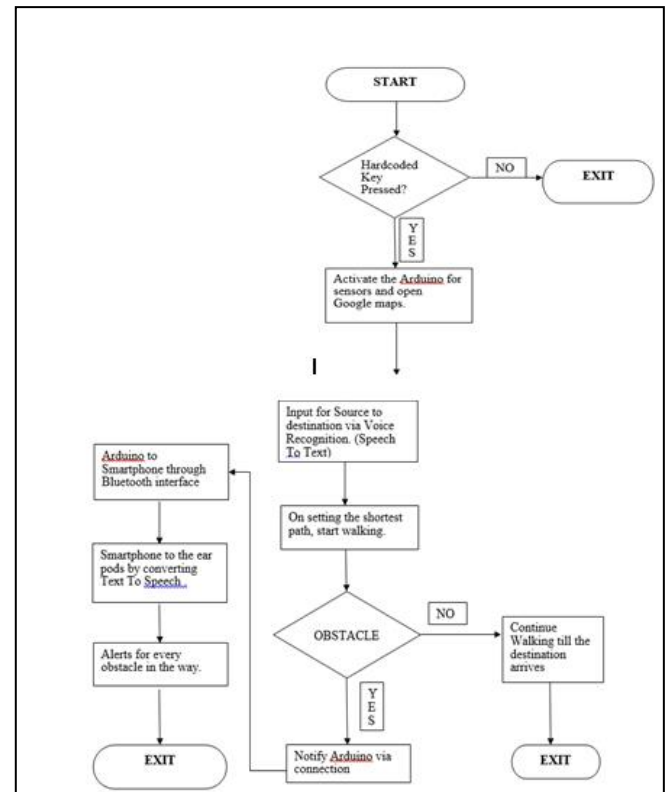 START
Hardcoded
Key
Pressed?
NO
EXIT
Y
E
S
Activate the Arduino for
sensors and open
Google maps.
Input for Source to
destination via Voice
Recognition. (Speech
To Text)
On setting the shortest
path, start walking.
OBSTACLE
NO
Continue
Walking till the
destination
arrives
EXIT
Y
E
S
Notify Arduino via
connection
Arduino to
Smartphone through
Bluetooth interface
Smartphone to the ear
pods by converting
Text To Speech .
Alerts for every
obstacle in the way.
EXIT